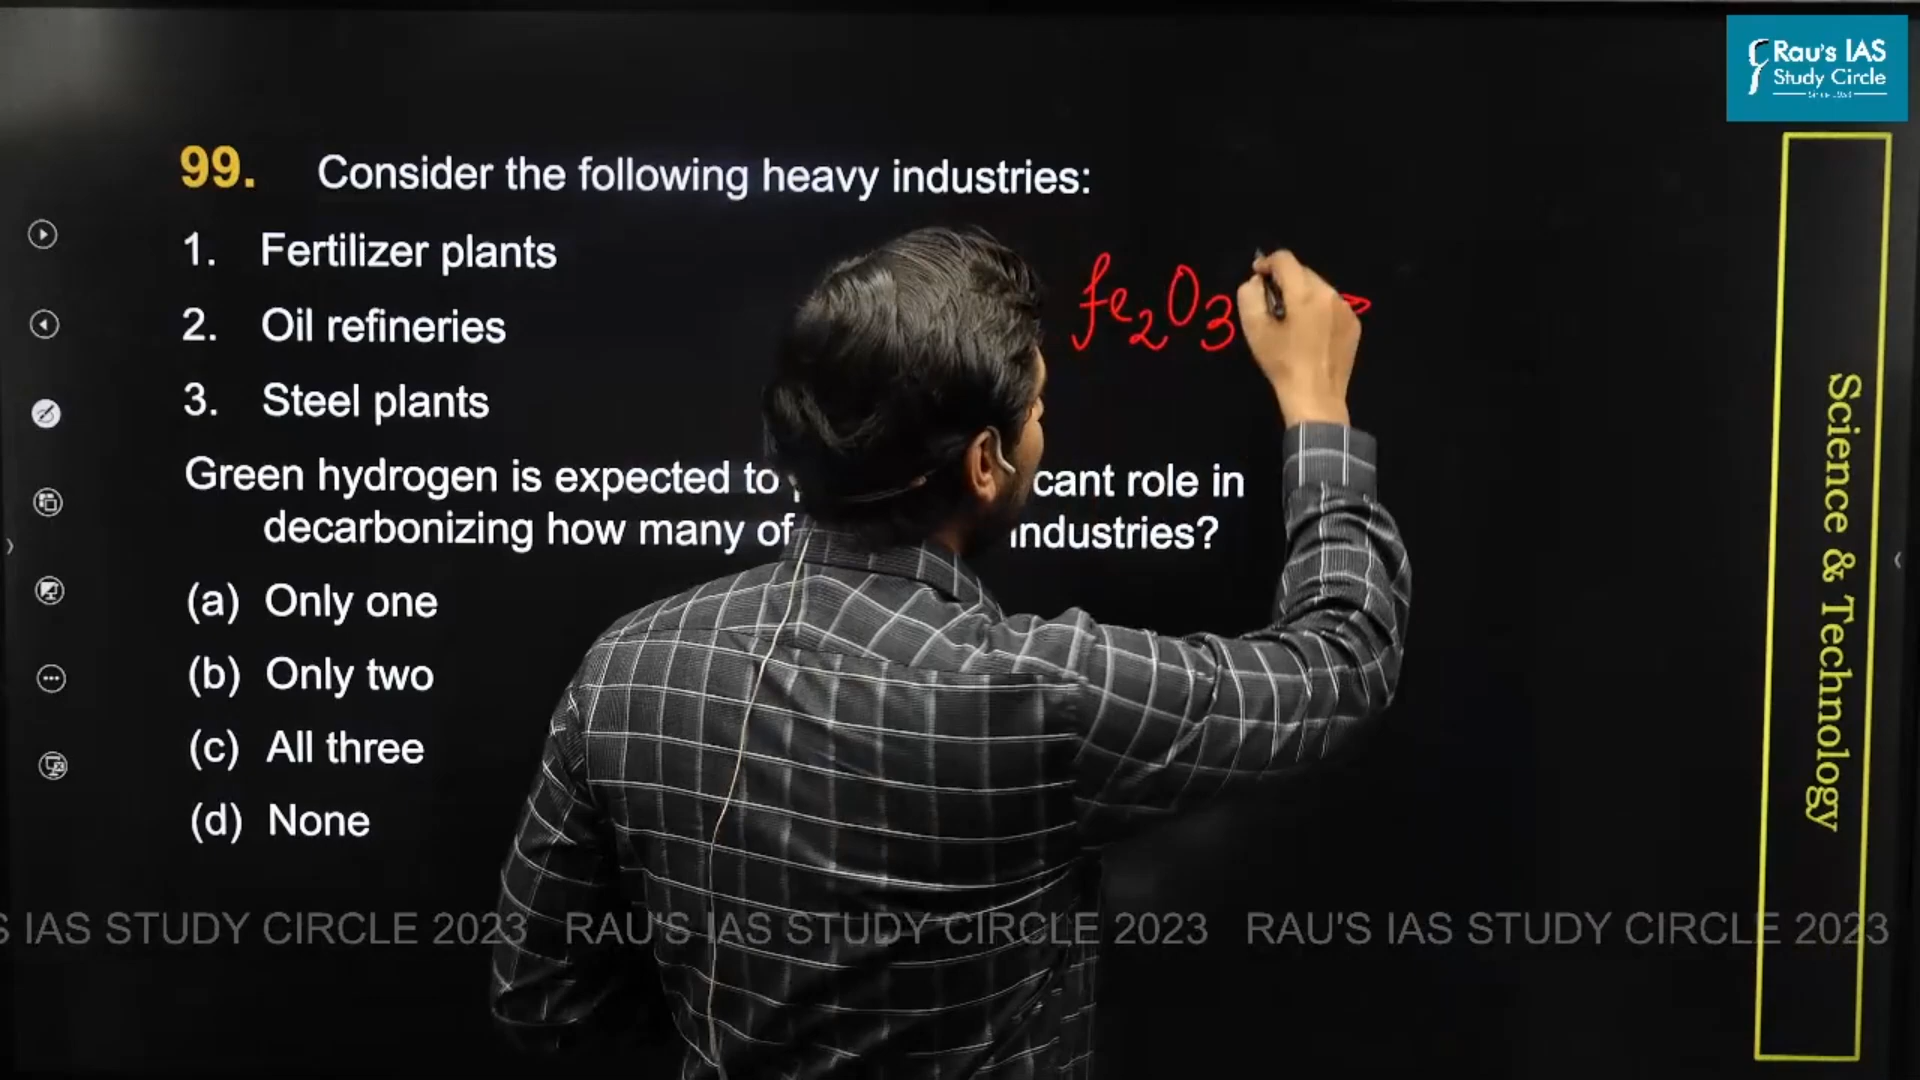 Rau's IAS
Study Circle
99. Consider the following heavy industries:
1. Fertilizer plants
2. Oil refineries
3. Steel plants
Fe2O3
Green hydrogen is expected to cant role in
decarbonizing how many of industries?
(a) Only one
(b) Only two
(c) All three
(d) None
Science & Technology
S IAS STUDY CIRCLE 2023 RAU'S IAS STUDY CIRCLE 2023 RAU'S IAS STUDY CIRCLE 2023